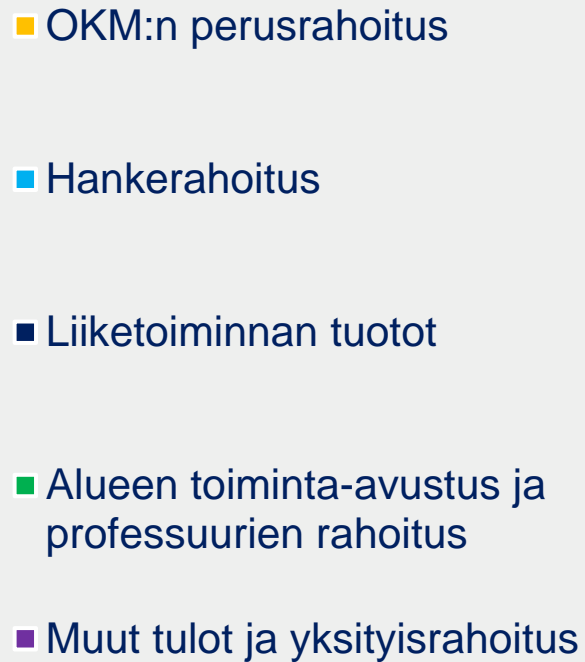 OKM:n perusrahoitus
Hankerahoitus
Liiketoiminnan tuotot
Alueen toiminta-avustus ja
professuurien rahoitus
Muut tulot ja yksityisrahoitus